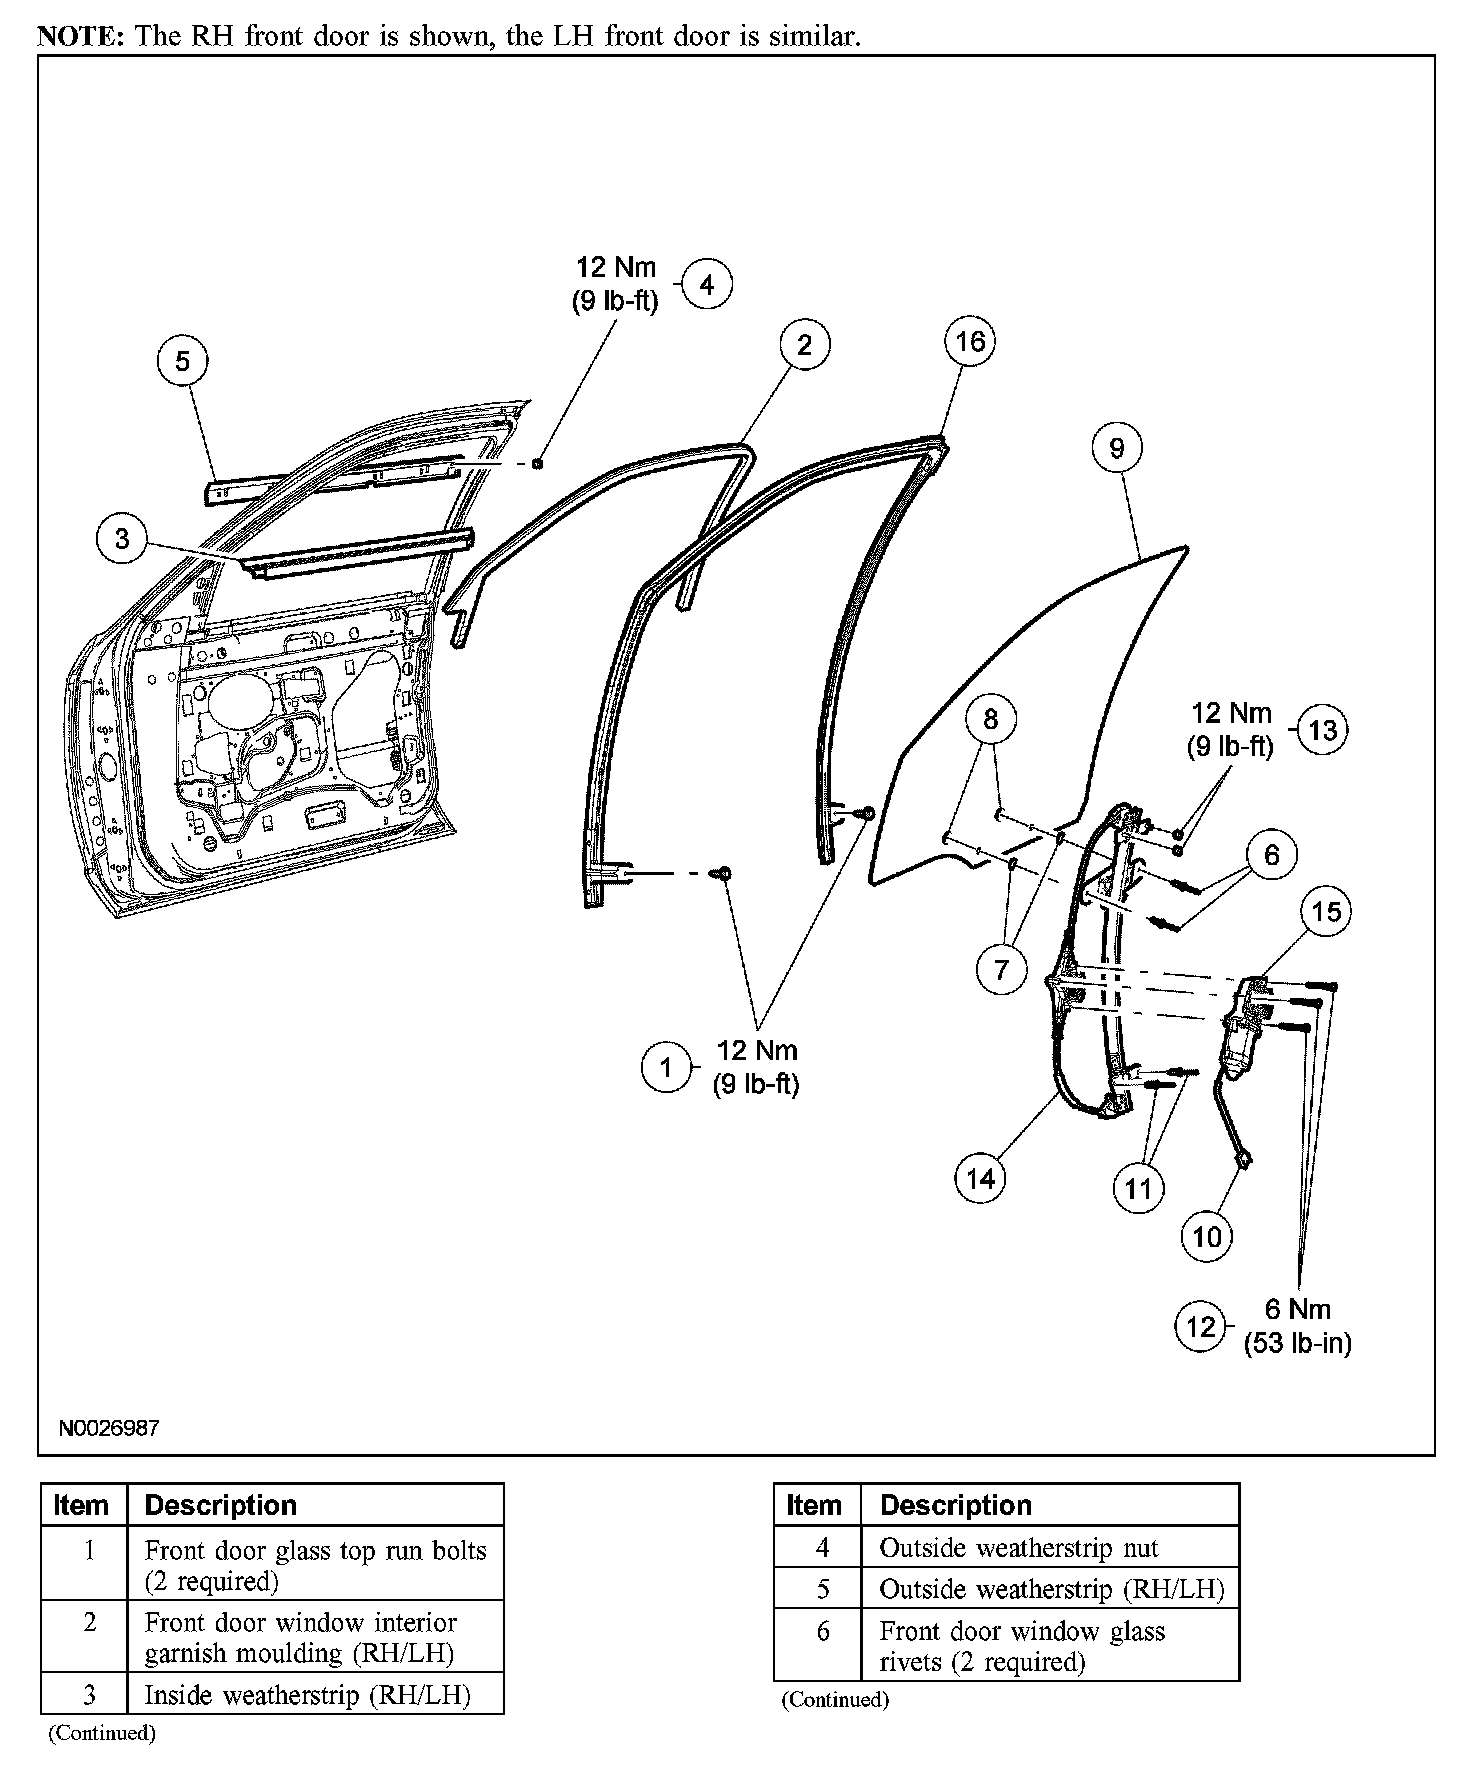 NOTE: The RH front door is shown, the LH front door is similar.
12 Nm
(9 lb-ft)
4
2
16
5
9
3
8
12 Nm
(9 lb-ft)
13
6
15
7
1
12 Nm
(9 lb-ft)
14
11
10
12
6 Nm
(53 lb-in)
N0026987
Item Description
1 Front door glass top run bolts
(2 required)
2 Front door window interior
garnish moulding (RH/LH)
3 Inside weatherstrip (RH/LH)
(Continued)
Item Description
4 Outside weatherstrip nut
5 Outside weatherstrip (RH/LH)
6 Front door window glass
rivets (2 required)
(Continued)